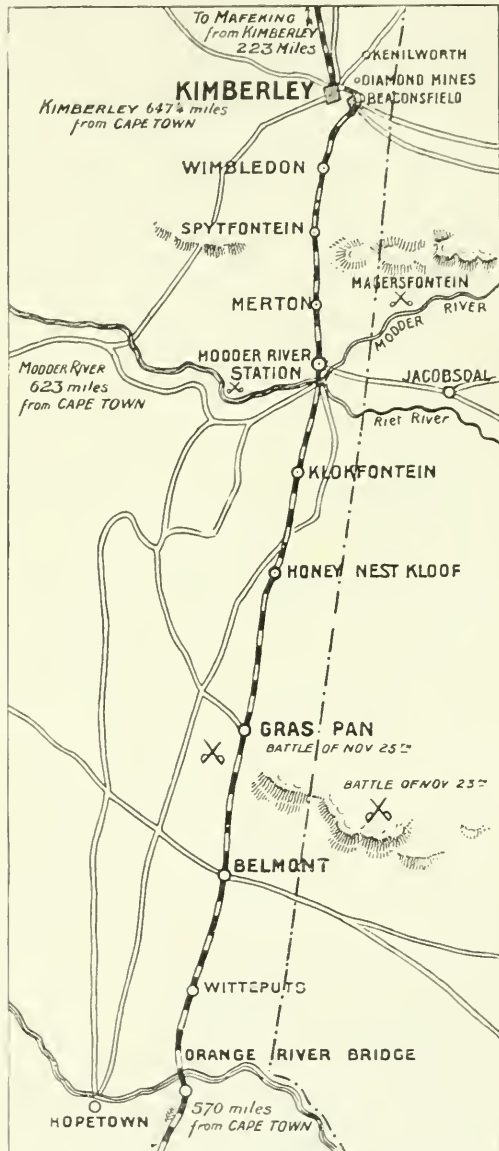 TO MAFEKING
from KIMBERLEY
223 MILES
KENILWORTH
DIAMOND MINES
KIMBERLEY
BEACONSFIELD
KIMBERLEY 647¼ miles
from CAPE TOWN
WIMBLEDON
SPYTFONTEIN
MAGERSFONTEIN
MERTON
MODDER RIVER
MODDER RIVER
STATION
MODDER RIVER
623 miles
from CAPE TOWN
JACOBSDAL
Riet River
KLOKFONTEIN
HONEY NEST KLOOF
GRAS PAN
BATTLE OF NOV 25TH
BATTLE OF NOV 23RD
BELMONT
WITTEPUTS
ORANGE RIVER BRIDGE
HOPETOWN
570 miles
from CAPE TOWN